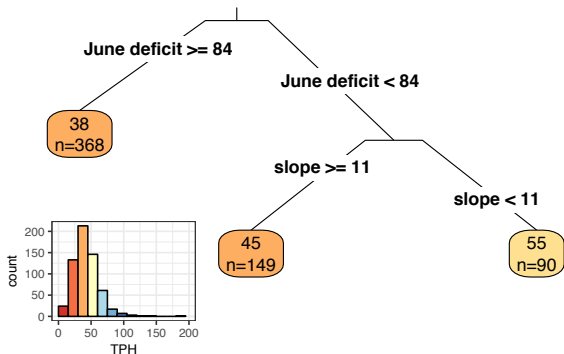 June deficit >= 84
June deficit < 84
38
n=368
slope >= 11
slope < 11
45
n=149
55
n=90
count
200
150
100
50
0
0 50 100 150 200
TPH